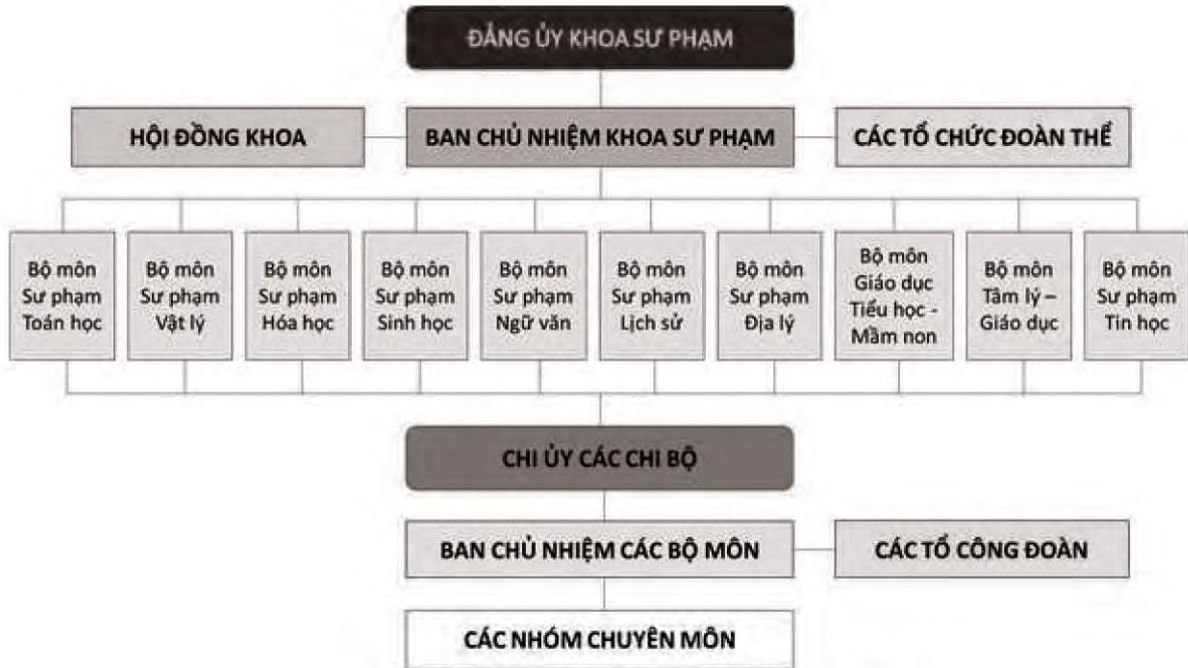 ĐẢNG ỦY KHOA SƯ PHẠM
HỘI ĐỒNG KHOA
BAN CHỦ NHIỆM KHOA SƯ PHẠM
CÁC TỔ CHỨC ĐOÀN THỂ
Bộ môn
Sư phạm
Toán học
Bộ môn
Sư phạm
Vật lý
Bộ môn
Sư phạm
Hóa học
Bộ môn
Sư phạm
Sinh học
Bộ môn
Sư phạm
Ngữ văn
Bộ môn
Sư phạm
Lịch sử
Bộ môn
Sư phạm
Địa lý
Bộ môn
Giáo dục
Tiểu học -
Mầm non
Bộ môn
Tâm lý –
Giáo dục
Bộ môn
Sư phạm
Tin học
CHI ỦY CÁC CHI BỘ
BAN CHỦ NHIỆM CÁC BỘ MÔN
CÁC TỔ CÔNG ĐOÀN
CÁC NHÓM CHUYÊN MÔN